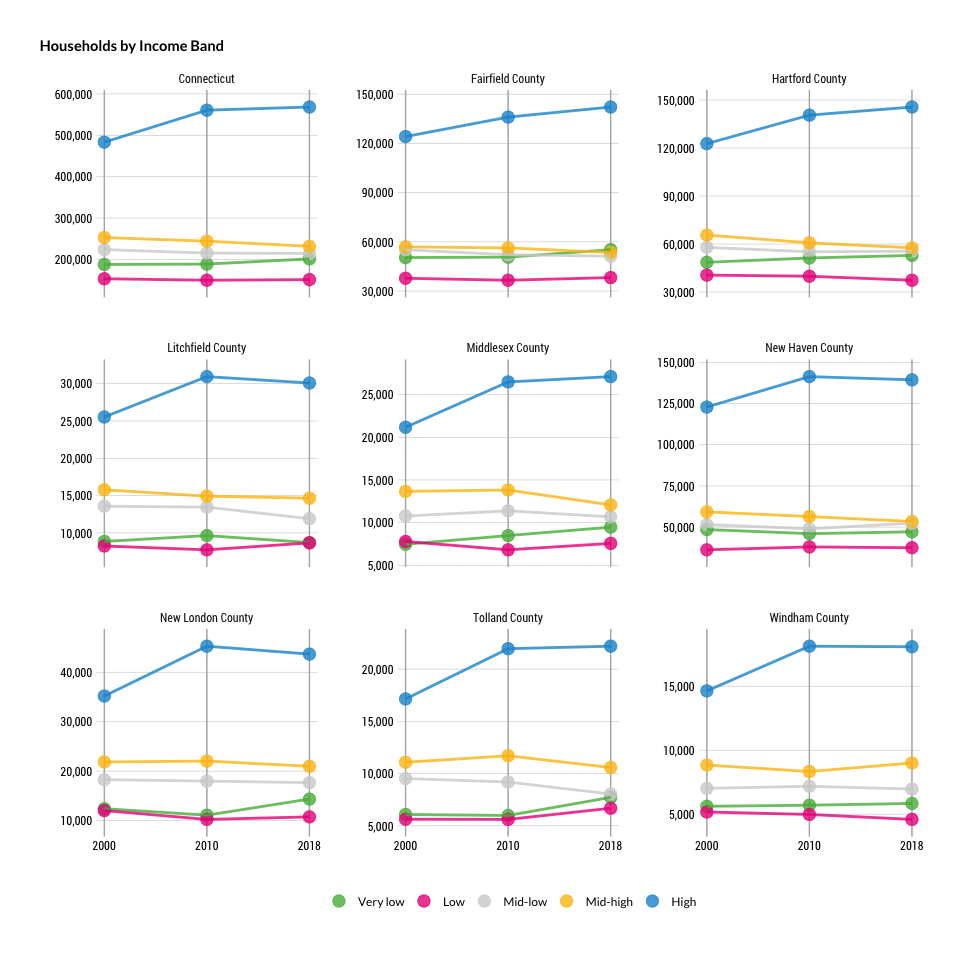 Households by Income Band
Connecticut
Fairfield County
Hartford County
600,000
500,000
400,000
300,000
200,000
150,000
120,000
90,000
60,000
30,000
150,000
120,000
90,000
60,000
30,000
Litchfield County
Middlesex County
New Haven County
30,000
25,000
20,000
15,000
10,000
25,000
20,000
15,000
10,000
5,000
150,000
125,000
100,000
75,000
50,000
New London County
Tolland County
Windham County
40,000
30,000
20,000
10,000
20,000
15,000
10,000
5,000
15,000
10,000
5,000
2000 2010 2018
2000 2010 2018
2000 2010 2018
Very low Low Mid-low Mid-high High